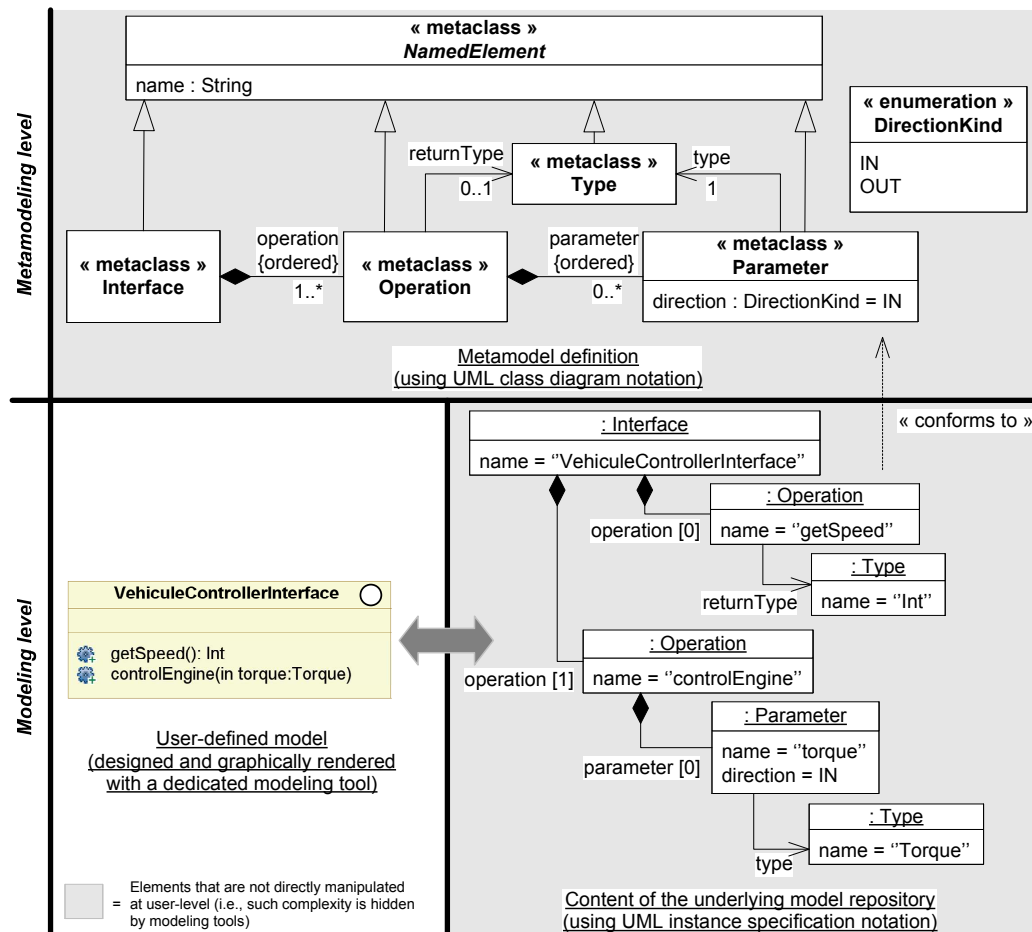 Metamodeling level
« metaclass »
NamedElement
name : String
« enumeration »
DirectionKind
IN
OUT
returnType
0..1
« metaclass »
Type
type
1
« metaclass »
Interface
operation
{ordered}
1..*
« metaclass »
Operation
parameter
{ordered}
0..*
« metaclass »
Parameter
direction : DirectionKind = IN
Metamodel definition
(using UML class diagram notation)
« conforms to »
Modeling level
VehiculeControllerInterface
getSpeed(): Int
controlEngine(in torque:Torque)
User-defined model
(designed and graphically rendered
with a dedicated modeling tool)
= Elements that are not directly manipulated
at user-level (i.e., such complexity is hidden
by modeling tools)
: Interface
name = ‘’VehiculeControllerInterface’’
operation [0]
: Operation
name = ‘’getSpeed’’
returnType
: Type
name = ‘’Int’’
operation [1]
: Operation
name = ‘’controlEngine’’
parameter [0]
: Parameter
name = ‘’torque’’
direction = IN
type
: Type
name = ‘’Torque’’
Content of the underlying model repository
(using UML instance specification notation)